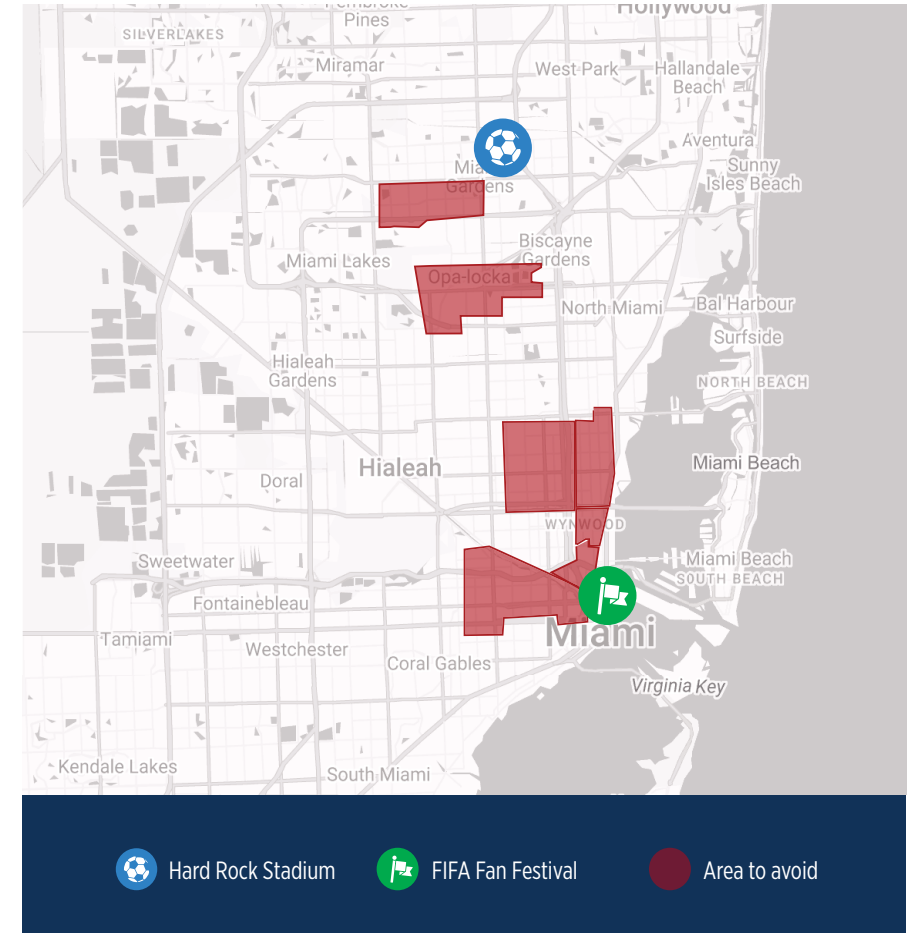 Pembroke
Pines
Hollywood
SILVERLAKES
Miramar
West Park
Hallandale
Beach
Aventura
Sunny
Isles Beach
Gardens
Biscayne
Gardens
Miami Lakes
Opa-locka
North Miami
Bal Harbour
Surfside
Hialeah
Gardens
NORTH BEACH
Hialeah
Miami Beach
Doral
WYNWOOD
Sweetwater
Miami Beach
SOUTH BEACH
Fontainebleau
Miami
Tamiami
Westchester
Coral Gables
Virginia Key
Kendale Lakes
South Miami
Hard Rock Stadium
FIFA Fan Festival
Area to avoid